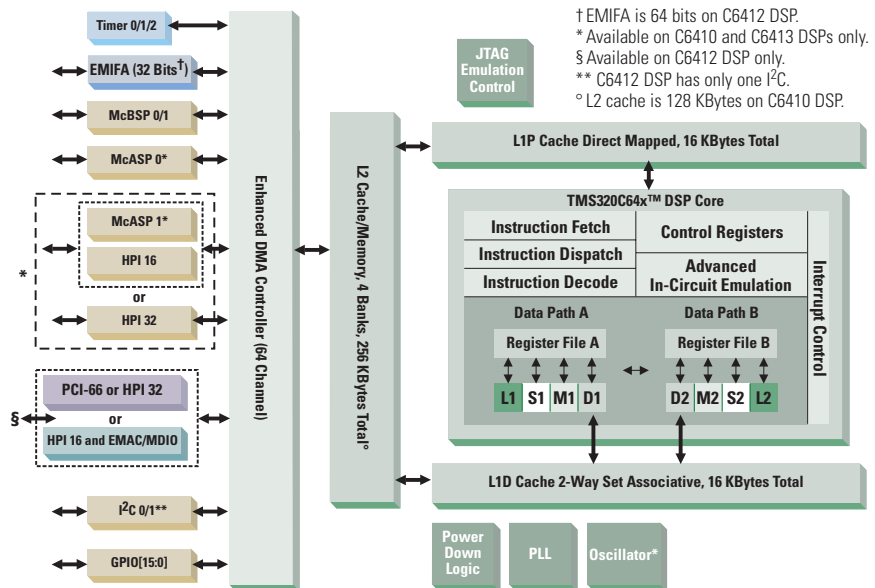 Timer 0/1/2
EMIFA (32 Bits†)
McBSP 0/1
McASP 0*
*
McASP 1*
HPI 16
or
HPI 32
§
PCI-66 or HPI 32
or
HPI 16 and EMAC/MDIO
I2C 0/1**
GPIO[15:0]
Enhanced DMA Controller (64 Channel)
L2 Cache/Memory, 4 Banks, 256 KBytes Total°
JTAG
Emulation
Control
† EMIFA is 64 bits on C6412 DSP.
* Available on C6410 and C6413 DSPs only.
§ Available on C6412 DSP only.
** C6412 DSP has only one I2C.
° L2 cache is 128 KBytes on C6410 DSP.
L1P Cache Direct Mapped, 16 KBytes Total
TMS320C64x™ DSP Core
Instruction Fetch
Instruction Dispatch
Instruction Decode
Control Registers
Advanced
In-Circuit Emulation
Interrupt Control
Data Path A
Data Path B
Register File A
Register File B
L1 S1 M1 D1
D2 M2 S2 L2
L1D Cache 2-Way Set Associative, 16 KBytes Total
Power
Down
Logic
PLL
Oscillator*